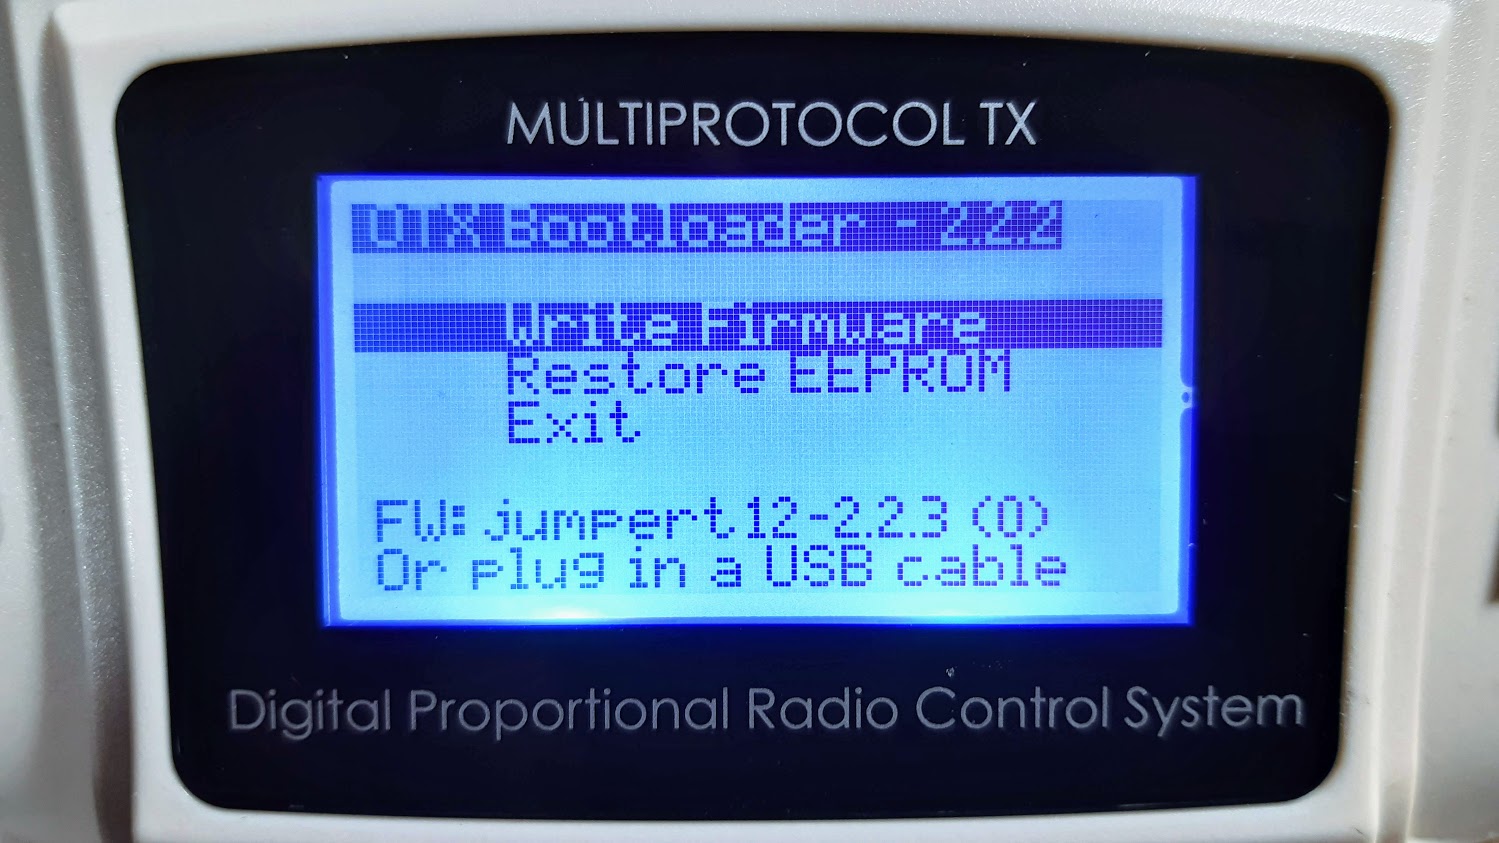 MULTIPROTOCOL TX
OTX Bootloader - 2.2.2
Write Firmware
Restore EEPROM
Exit
FW: jumpert12-2.2.3 (0)
Or plug in a USB cable
Digital Proportional Radio Control System